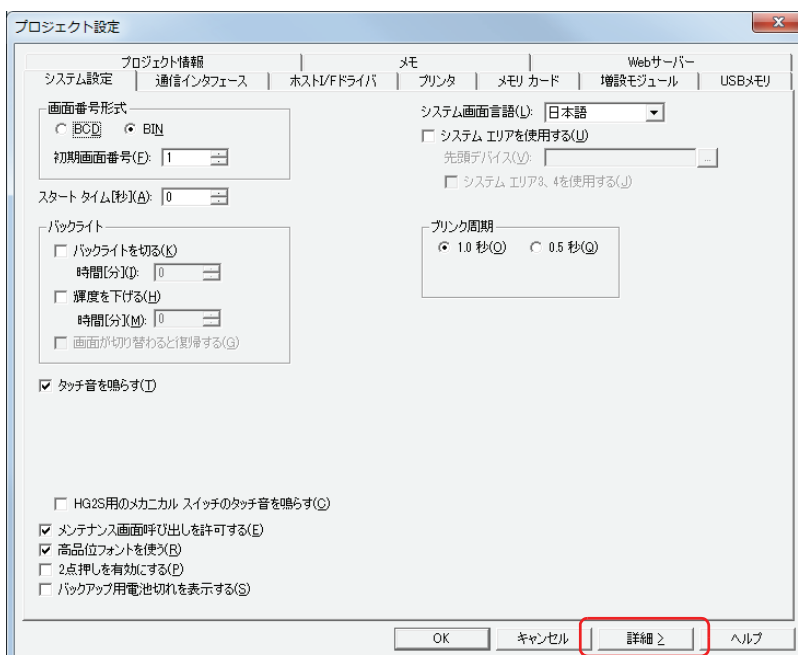 プロジェクト設定
プロジェクト情報 メモ Webサーバー
システム設定 通信インタフェース ホストI/Fドライバ プリンタ メモリ カード 増設モジュール USBメモリ
画面番号形式
BCD BIN
初期画面番号(F): 1
スタート タイム[秒](A): 0
バックライト
バックライトを切る(K)
時間[分](I): 0
輝度を下げる(H)
時間[分](M): 0
画面が切り替わると復帰する(G)
タッチ音を鳴らす(T)
システム画面言語(L): 日本語
システム エリアを使用する(U)
先頭デバイス(V): ...
システム エリア3、4を使用する(J)
ブリンク周期
1.0 秒(O) 0.5 秒(Q)
HG2S用のメカニカル スイッチのタッチ音を鳴らす(C)
メンテナンス画面呼び出しを許可する(E)
高品位フォントを使う(R)
2点押しを有効にする(P)
バックアップ用電池切れを表示する(S)
OK キャンセル 詳細 > ヘルプ